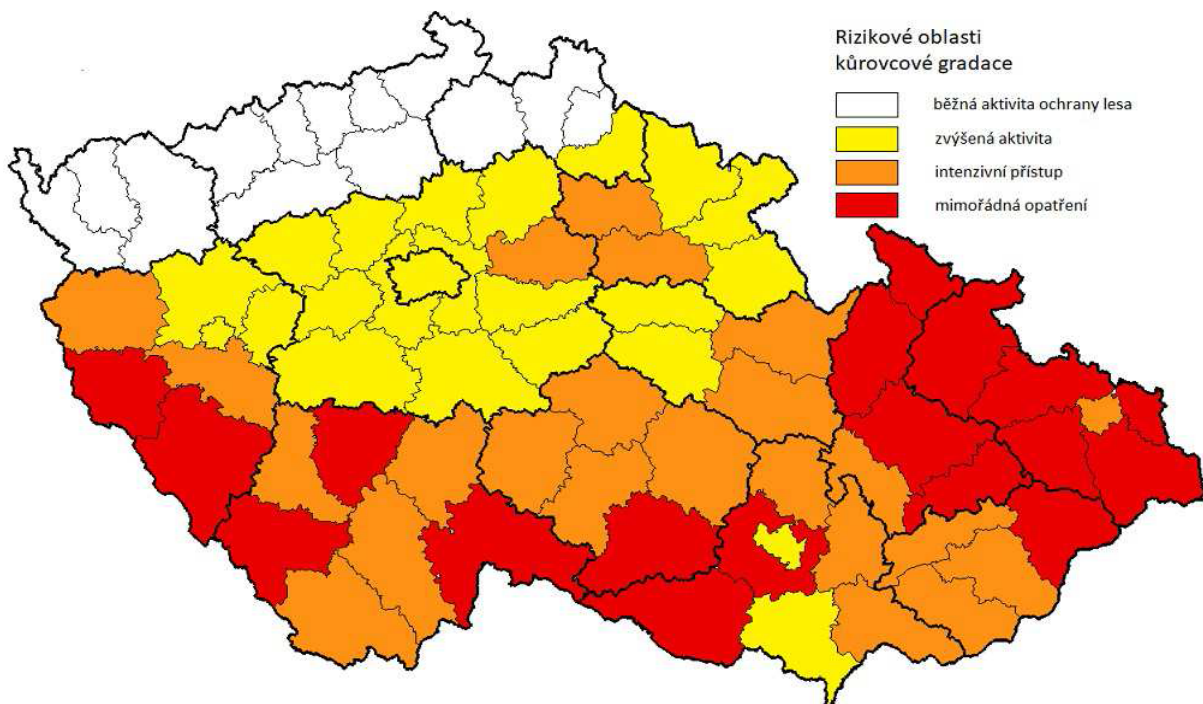 Rizikové oblasti
kůrovcové gradace
běžná aktivita ochrany lesa
zvýšená aktivita
intenzivní přístup
mimořádná opatření